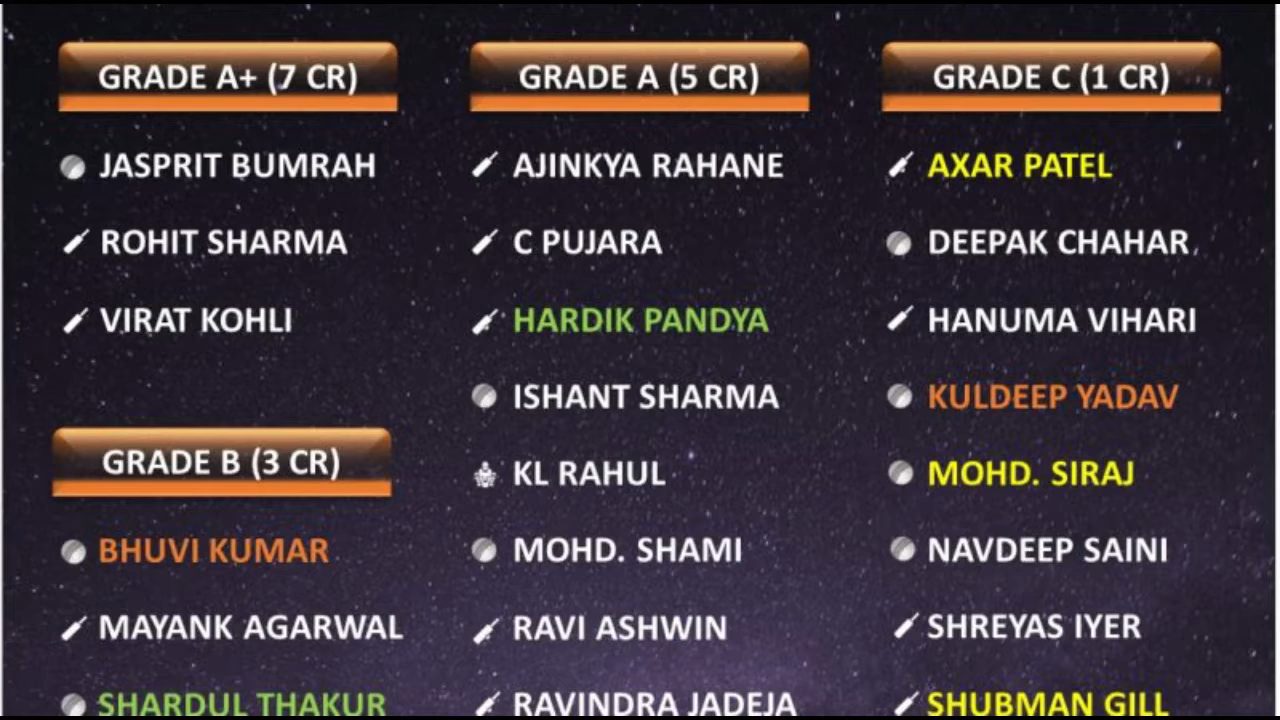 GRADE A+ (7 CR)
JASPRIT BUMRAH
ROHIT SHARMA
VIRAT KOHLI
GRADE B (3 CR)
BHUVI KUMAR
MAYANK AGARWAL
SHARDUL THAKUR
GRADE A (5 CR)
AJINKYA RAHANE
C PUJARA
HARDIK PANDYA
ISHANT SHARMA
KL RAHUL
MOHD. SHAMI
RAVI ASHWIN
RAVINDRA JADEJA
GRADE C (1 CR)
AXAR PATEL
DEEPAK CHAHAR
HANUMA VIHARI
KULDEEP YADAV
MOHD. SIRAJ
NAVDEEP SAINI
SHREYAS IYER
SHUBMAN GILL